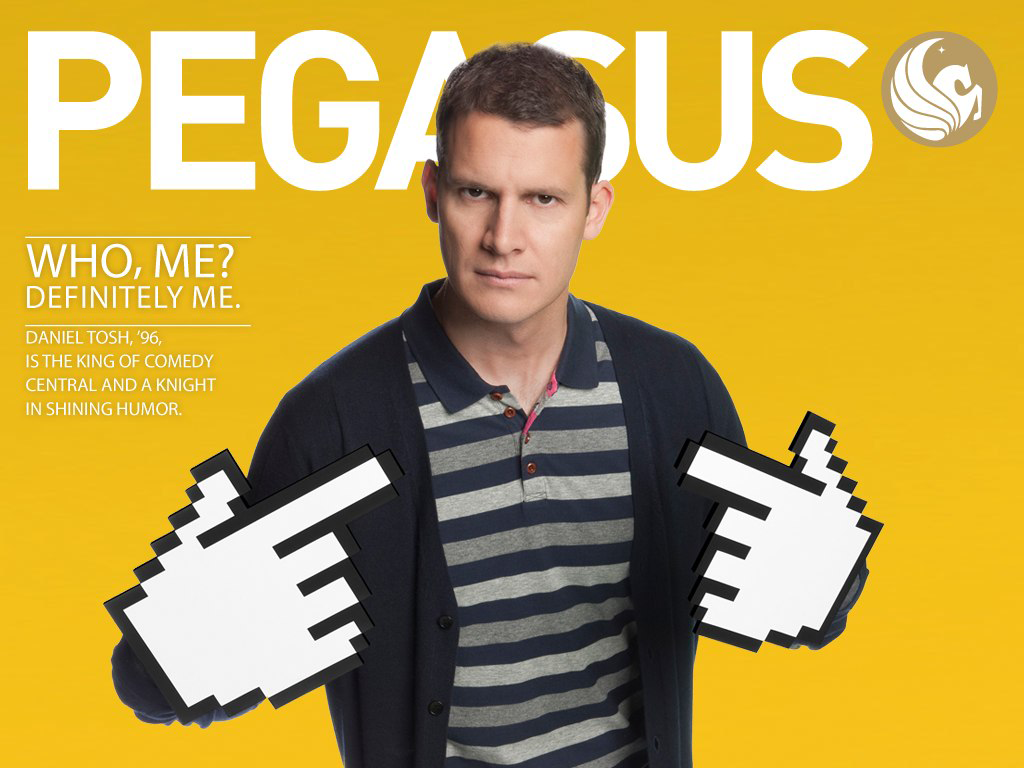 PEGASUS
WHO, ME?
DEFINITELY ME.
DANIEL TOSH, ’96,
IS THE KING OF COMEDY
CENTRAL AND A KNIGHT
IN SHINING HUMOR.